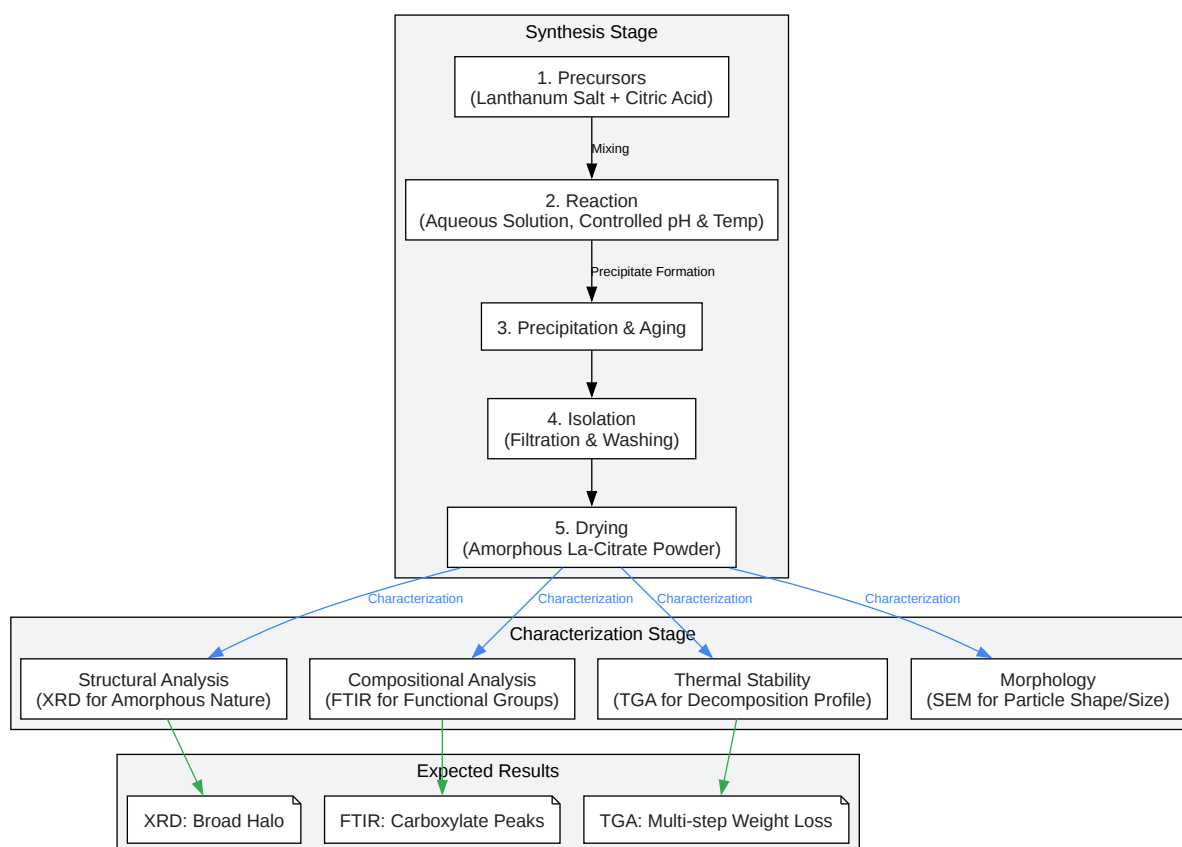 Synthesis Stage
1. Precursors
(Lanthanum Salt + Citric Acid)
Mixing
2. Reaction
(Aqueous Solution, Controlled pH & Temp)
Precipitate Formation
3. Precipitation & Aging
4. Isolation
(Filtration & Washing)
5. Drying
(Amorphous La-Citrate Powder)
Characterization
Characterization
Characterization
Characterization
Characterization Stage
Structural Analysis
(XRD for Amorphous Nature)
Compositional Analysis
(FTIR for Functional Groups)
Thermal Stability
(TGA for Decomposition Profile)
Morphology
(SEM for Particle Shape/Size)
Expected Results
XRD: Broad Halo
FTIR: Carboxylate Peaks
TGA: Multi-step Weight Loss